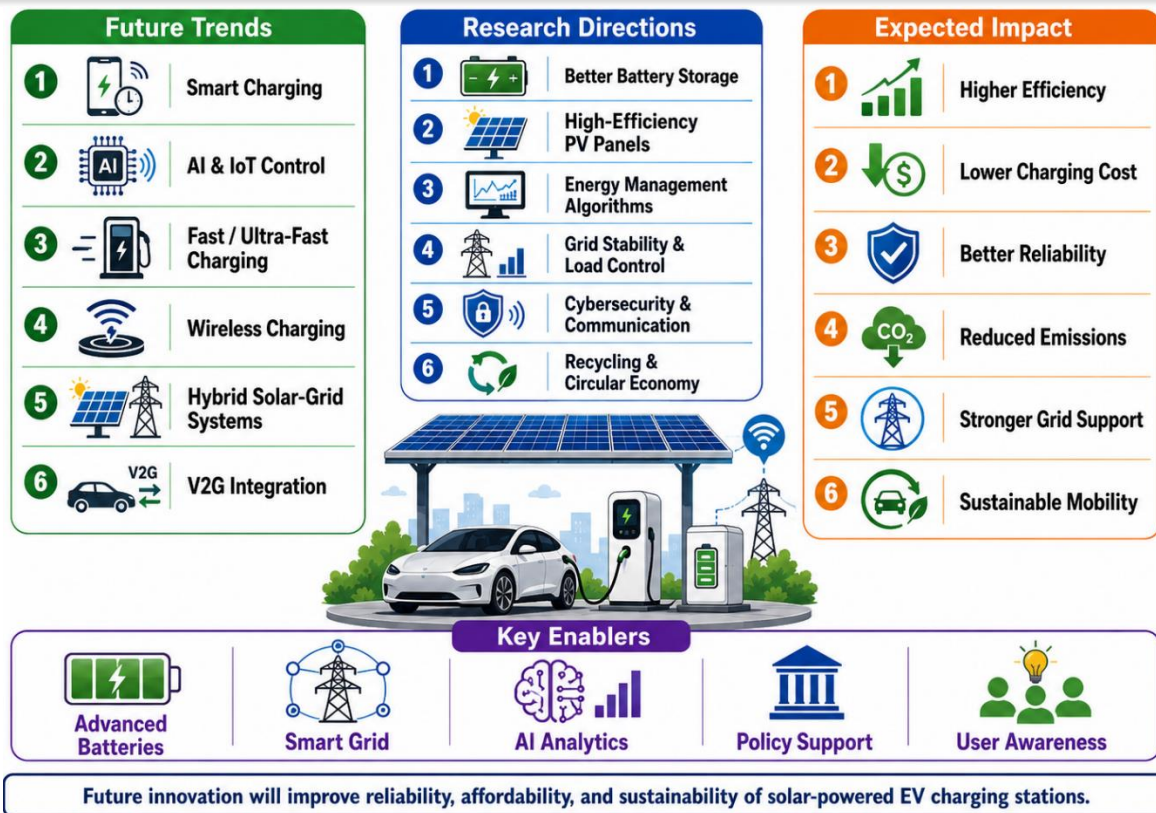 Future Trends
1
Smart Charging
2
AI
AI & IoT Control
3
Fast / Ultra-Fast
Charging
4
Wireless Charging
5
Hybrid Solar-Grid
Systems
6
V2G
V2G Integration
Research Directions
1
Better Battery Storage
2
High-Efficiency
PV Panels
3
Energy Management
Algorithms
4
Grid Stability &
Load Control
5
Cybersecurity &
Communication
6
Recycling &
Circular Economy
Expected Impact
1
Higher Efficiency
2
$
Lower Charging Cost
3
Better Reliability
4
CO₂
Reduced Emissions
5
Stronger Grid Support
6
Sustainable Mobility
Key Enablers
Advanced
Batteries
Smart Grid
AI Analytics
Policy Support
User Awareness
Future innovation will improve reliability, affordability, and sustainability of solar-powered EV charging stations.